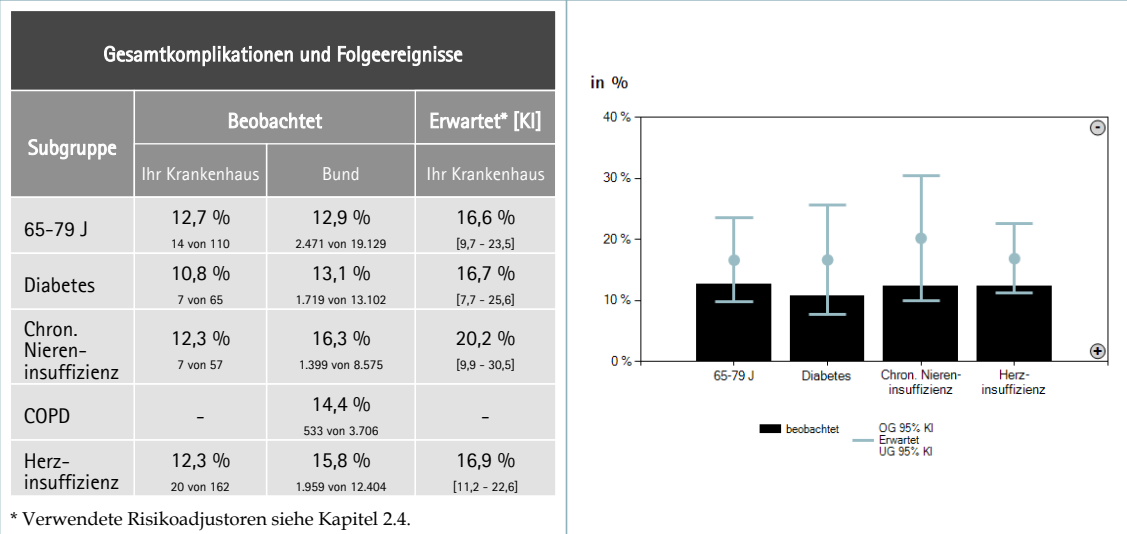 Gesamtkomplikationen und Folgeereignisse
Subgruppe
Beobachtet
Erwartet* [KI]
Ihr Krankenhaus
Bund
Ihr Krankenhaus
65-79 J
12,7 %
12,9 %
16,6 %
14 von 110
2.471 von 19.129
[9,7 - 23,5]
Diabetes
10,8 %
13,1 %
16,7 %
7 von 65
1.719 von 13.102
[7,7 - 25,6]
Chron.
Nieren-
insuffizienz
12,3 %
16,3 %
20,2 %
7 von 57
1.399 von 8.575
[9,9 - 30,5]
COPD
-
14,4 %
533 von 3.706
-
Herz-
insuffizienz
12,3 %
15,8 %
16,9 %
20 von 162
1.959 von 12.404
[11,2 - 22,6]
* Verwendete Risikoadjustoren siehe Kapitel 2.4.
in %
40 %
30 %
20 %
10 %
0 %
-
+
65-79 J
Diabetes
Chron. Nieren-
insuffizienz
Herz-
insuffizienz
beobachtet
OG 95% KI
Erwartet
UG 95% KI